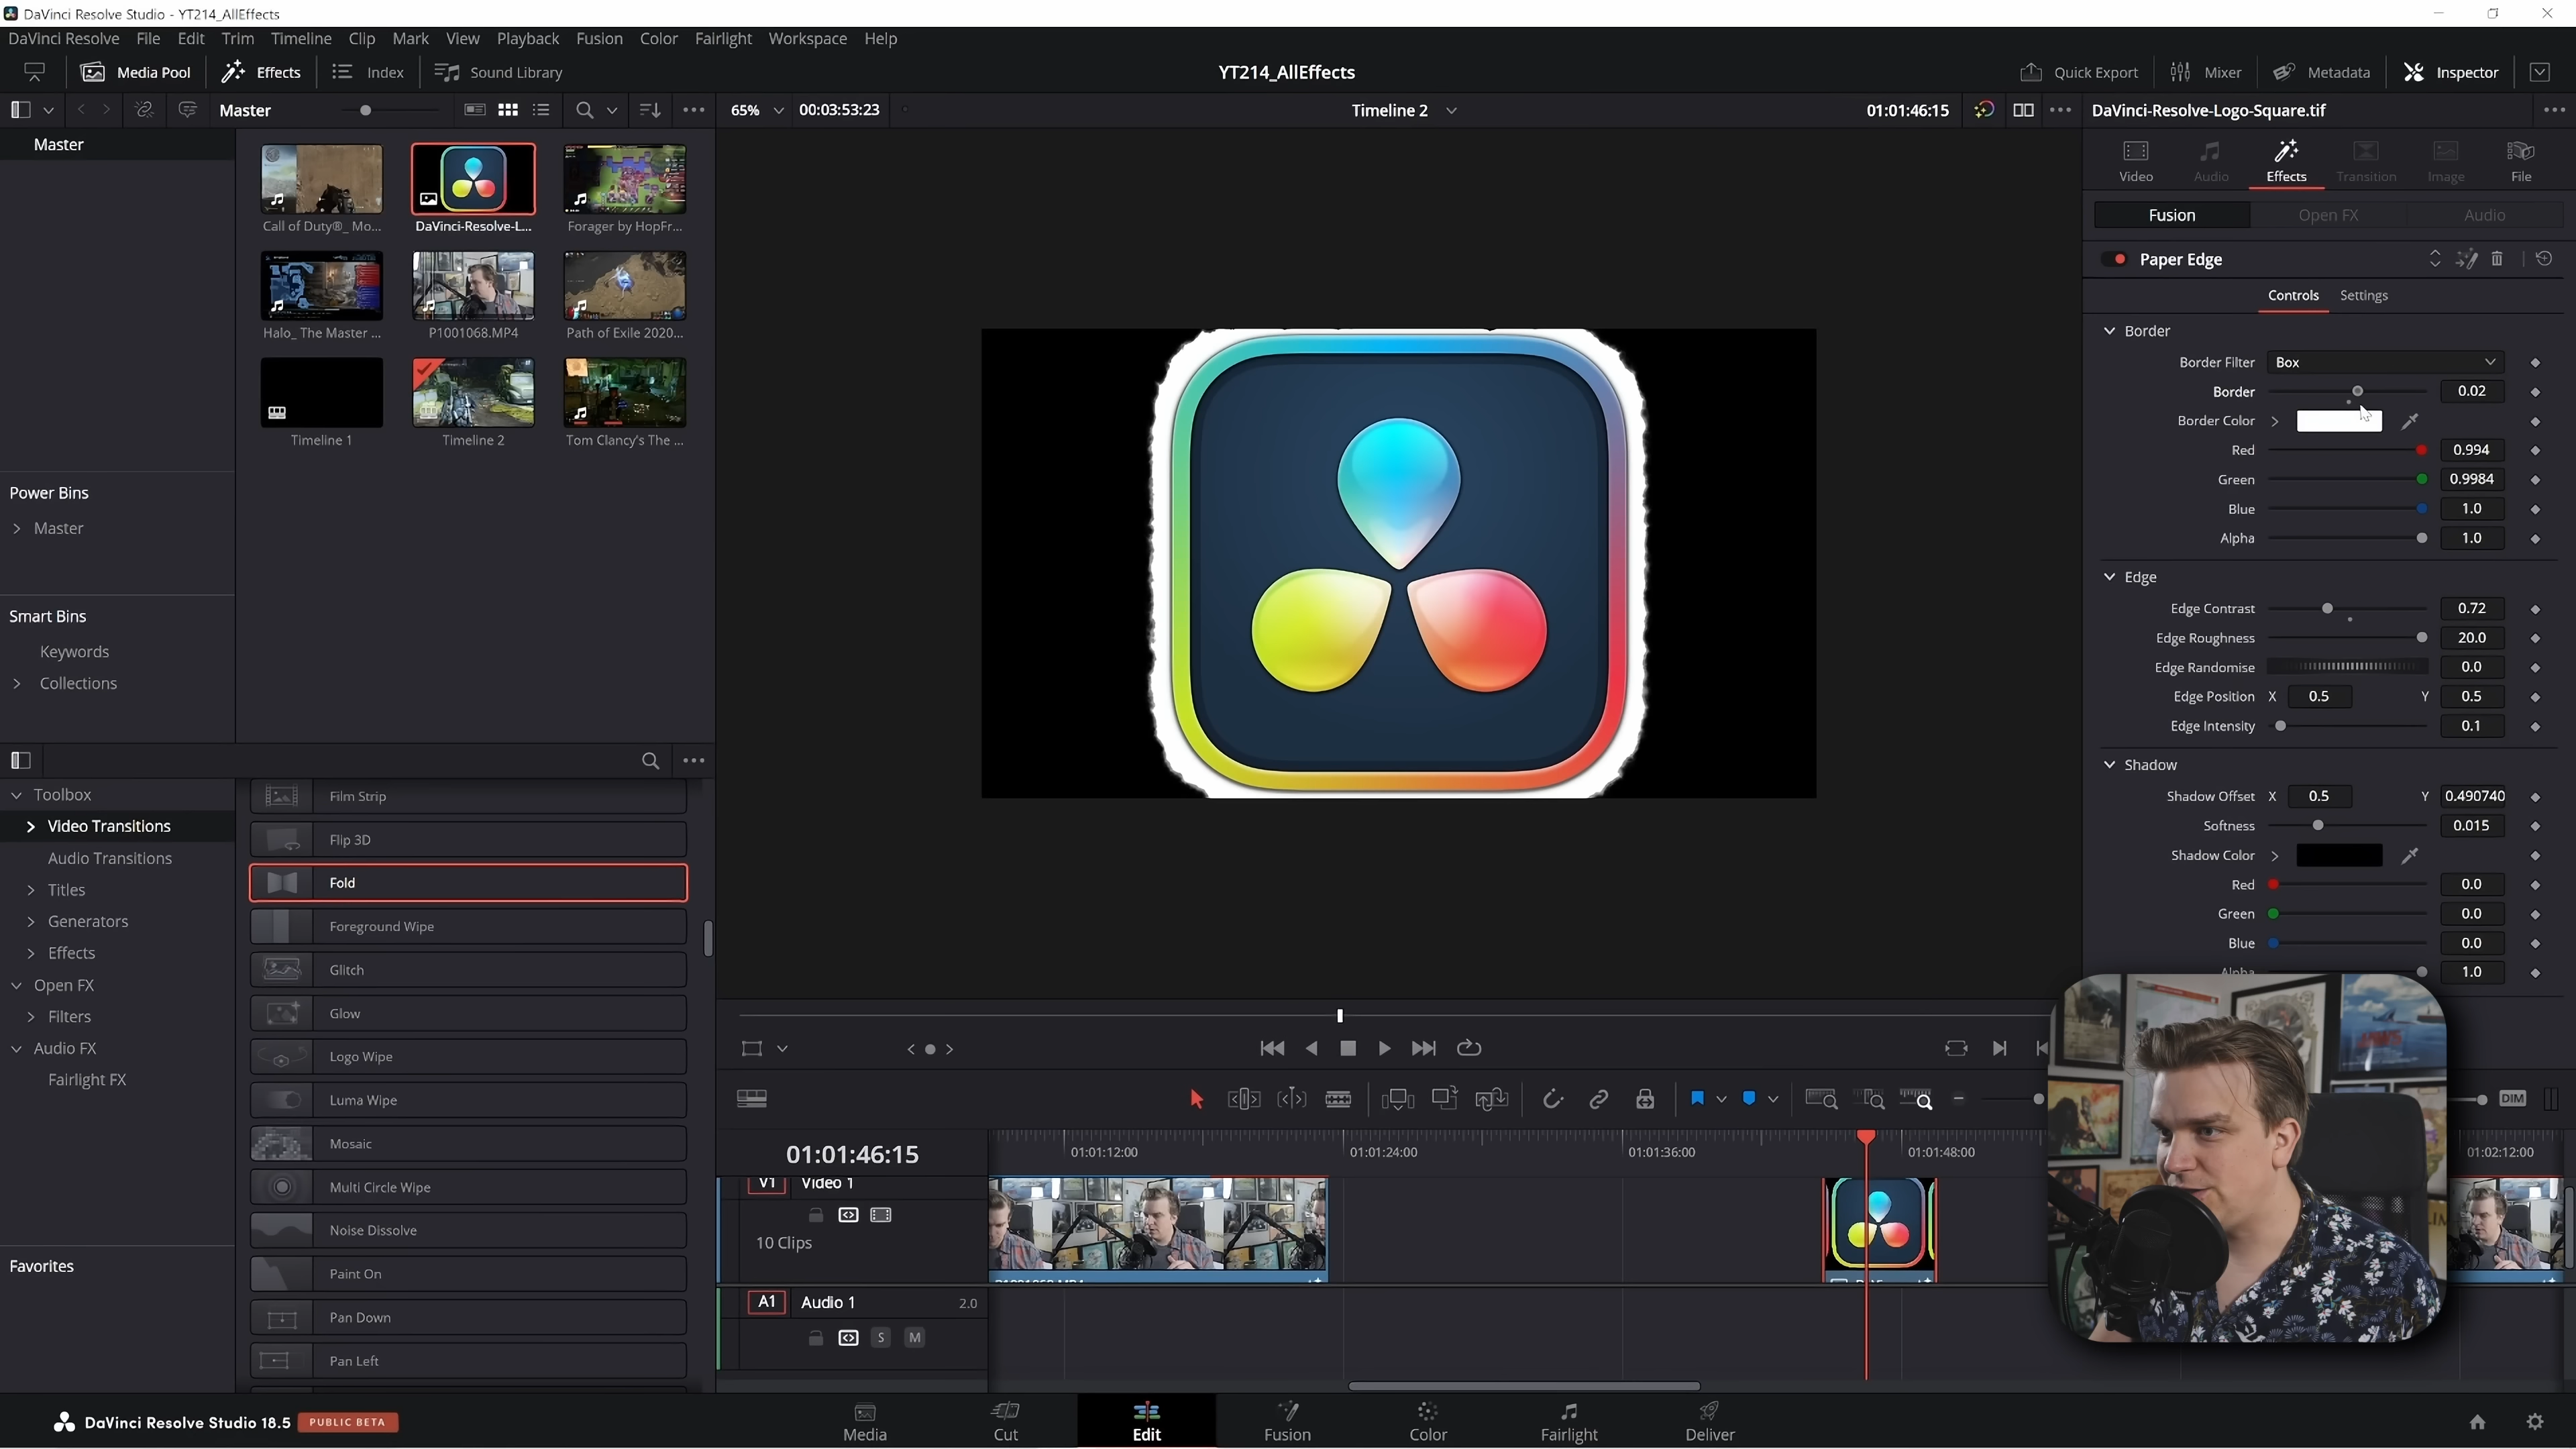 DaVinci Resolve Studio - YT214_AllEffects
DaVinci Resolve File Edit Trim Timeline Clip Mark View Playback Fusion Color Fairlight Workspace Help
Media Pool Effects Index Sound Library YT214_AllEffects Quick Export Mixer Metadata Inspector
Master 65% 00:03:53:23 Timeline 2 01:01:46:15 DaVinci-Resolve-Logo-Square.tif
Master
Call of Duty®_ Mo... DaVinci-Resolve-L... Forager by HopFr...
Halo_ The Master ... P1001068.MP4 Path of Exile 2020...
Timeline 1 Timeline 2 Tom Clancy's The ...
Power Bins
Master
Smart Bins
Keywords
Collections
Video Audio Effects Transition Image File
Fusion Open FX Audio
Paper Edge
Controls Settings
Border
Border Filter Box
Border 0.02
Border Color
Red 0.994
Green 0.9984
Blue 1.0
Alpha 1.0
Edge
Edge Contrast 0.72
Edge Roughness 20.0
Edge Randomise 0.0
Edge Position X 0.5 Y 0.5
Edge Intensity 0.1
Shadow
Shadow Offset X 0.5 Y 0.490740
Softness 0.015
Shadow Color
Red 0.0
Green 0.0
Blue 0.0
Alpha 1.0
Toolbox
Video Transitions
Audio Transitions
Titles
Generators
Effects
Open FX
Filters
Audio FX
Fairlight FX
Favorites
Film Strip
Flip 3D
Fold
Foreground Wipe
Glitch
Glow
Logo Wipe
Luma Wipe
Mosaic
Multi Circle Wipe
Noise Dissolve
Paint On
Pan Down
Pan Left
DIM
01:01:46:15 01:01:12:00 01:01:24:00 01:01:36:00 01:01:48:00 01:02:12:00
V1 Video 1
10 Clips
A1 Audio 1 2.0
S M
DaVinci Resolve Studio 18.5 PUBLIC BETA
Media Cut Edit Fusion Color Fairlight Deliver